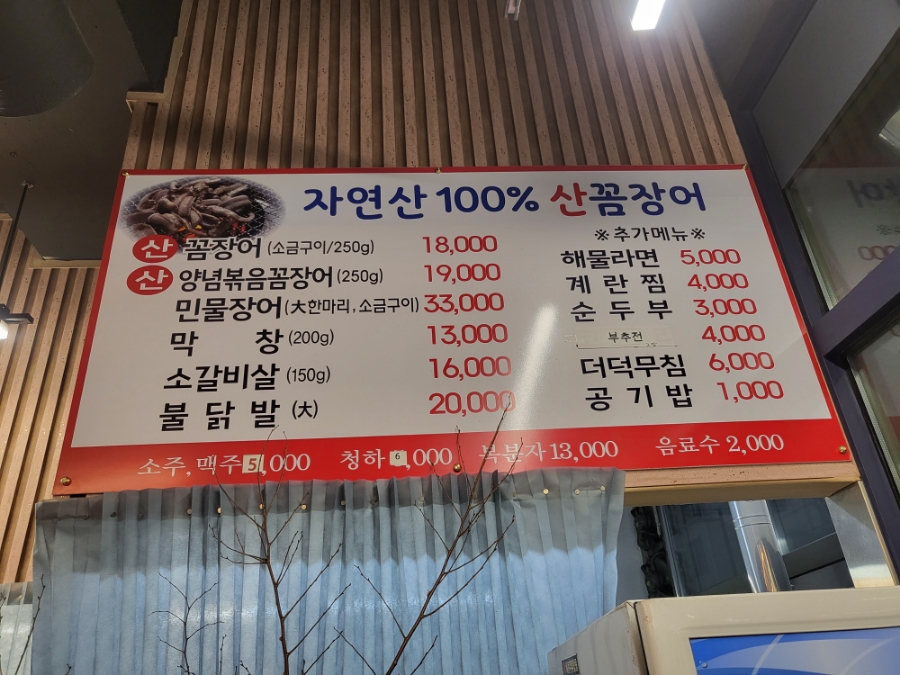 자연산 100% 산꼼장어
산 꼼장어 (소금구이/250g) 18,000
산 양념볶음꼼장어 (250g) 19,000
민물장어 (大한마리, 소금구이) 33,000
막 창 (200g) 13,000
소갈비살 (150g) 16,000
불 닭 발 (大) 20,000
※추가메뉴※
해물라면 5,000
계 란 찜 4,000
순 두 부 3,000
부추전 4,000
더덕무침 6,000
공 기 밥 1,000
소주, 맥주 5,000 청하 6,000 복분자 13,000 음료수 2,000